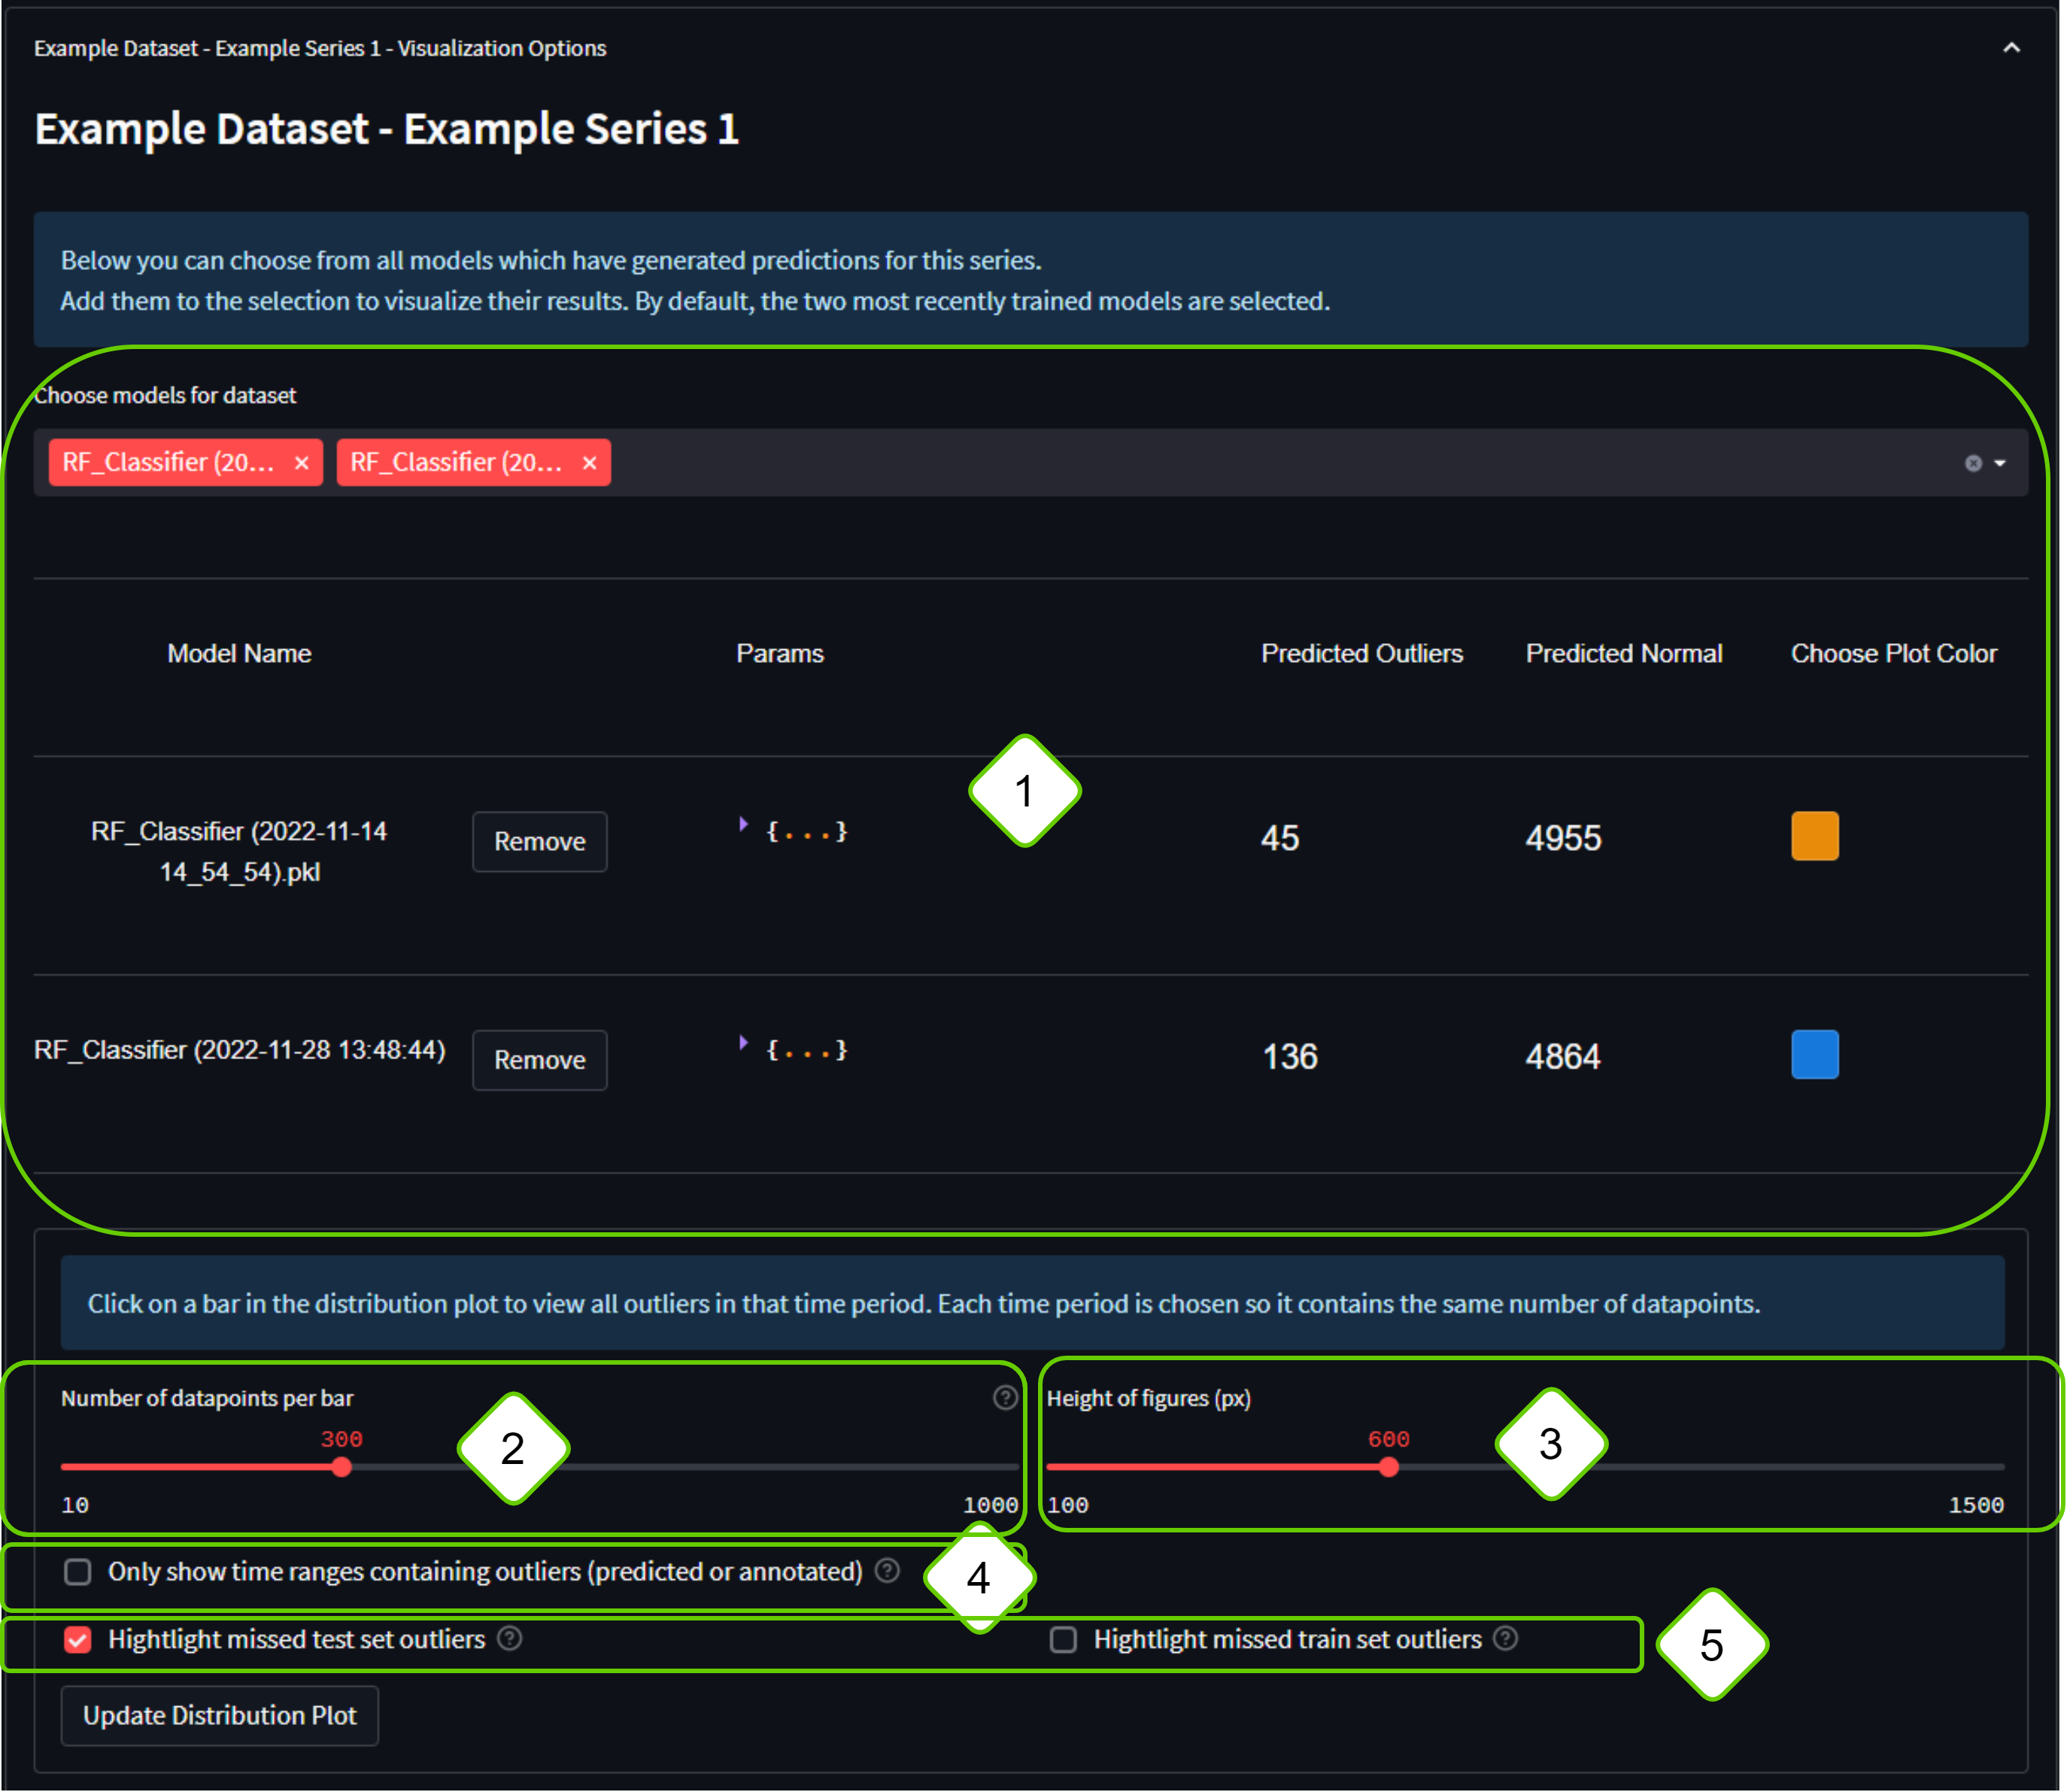 Example Dataset - Example Series 1 - Visualization Options
Example Dataset - Example Series 1
Below you can choose from all models which have generated predictions for this series.
Add them to the selection to visualize their results. By default, the two most recently trained models are selected.
Choose models for dataset
RF_Classifier (20... × RF_Classifier (20... ×
Model Name Params Predicted Outliers Predicted Normal Choose Plot Color
1
RF_Classifier (2022-11-14
14_54_54).pkl
Remove {...} 45 4955
RF_Classifier (2022-11-28 13:48:44) Remove {...} 136 4864
Click on a bar in the distribution plot to view all outliers in that time period. Each time period is chosen so it contains the same number of datapoints.
Number of datapoints per bar ?
300
2
10 1000
Height of figures (px)
600
3
100 1500
Only show time ranges containing outliers (predicted or annotated) ?
4
Hightlight missed test set outliers ? Hightlight missed train set outliers ?
5
Update Distribution Plot